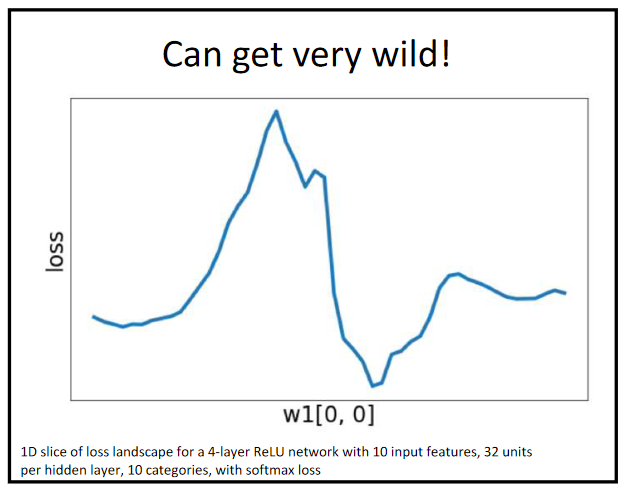 Can get very wild!
loss
w1[0, 0]
1D slice of loss landscape for a 4-layer ReLU network with 10 input features, 32 units
per hidden layer, 10 categories, with softmax loss